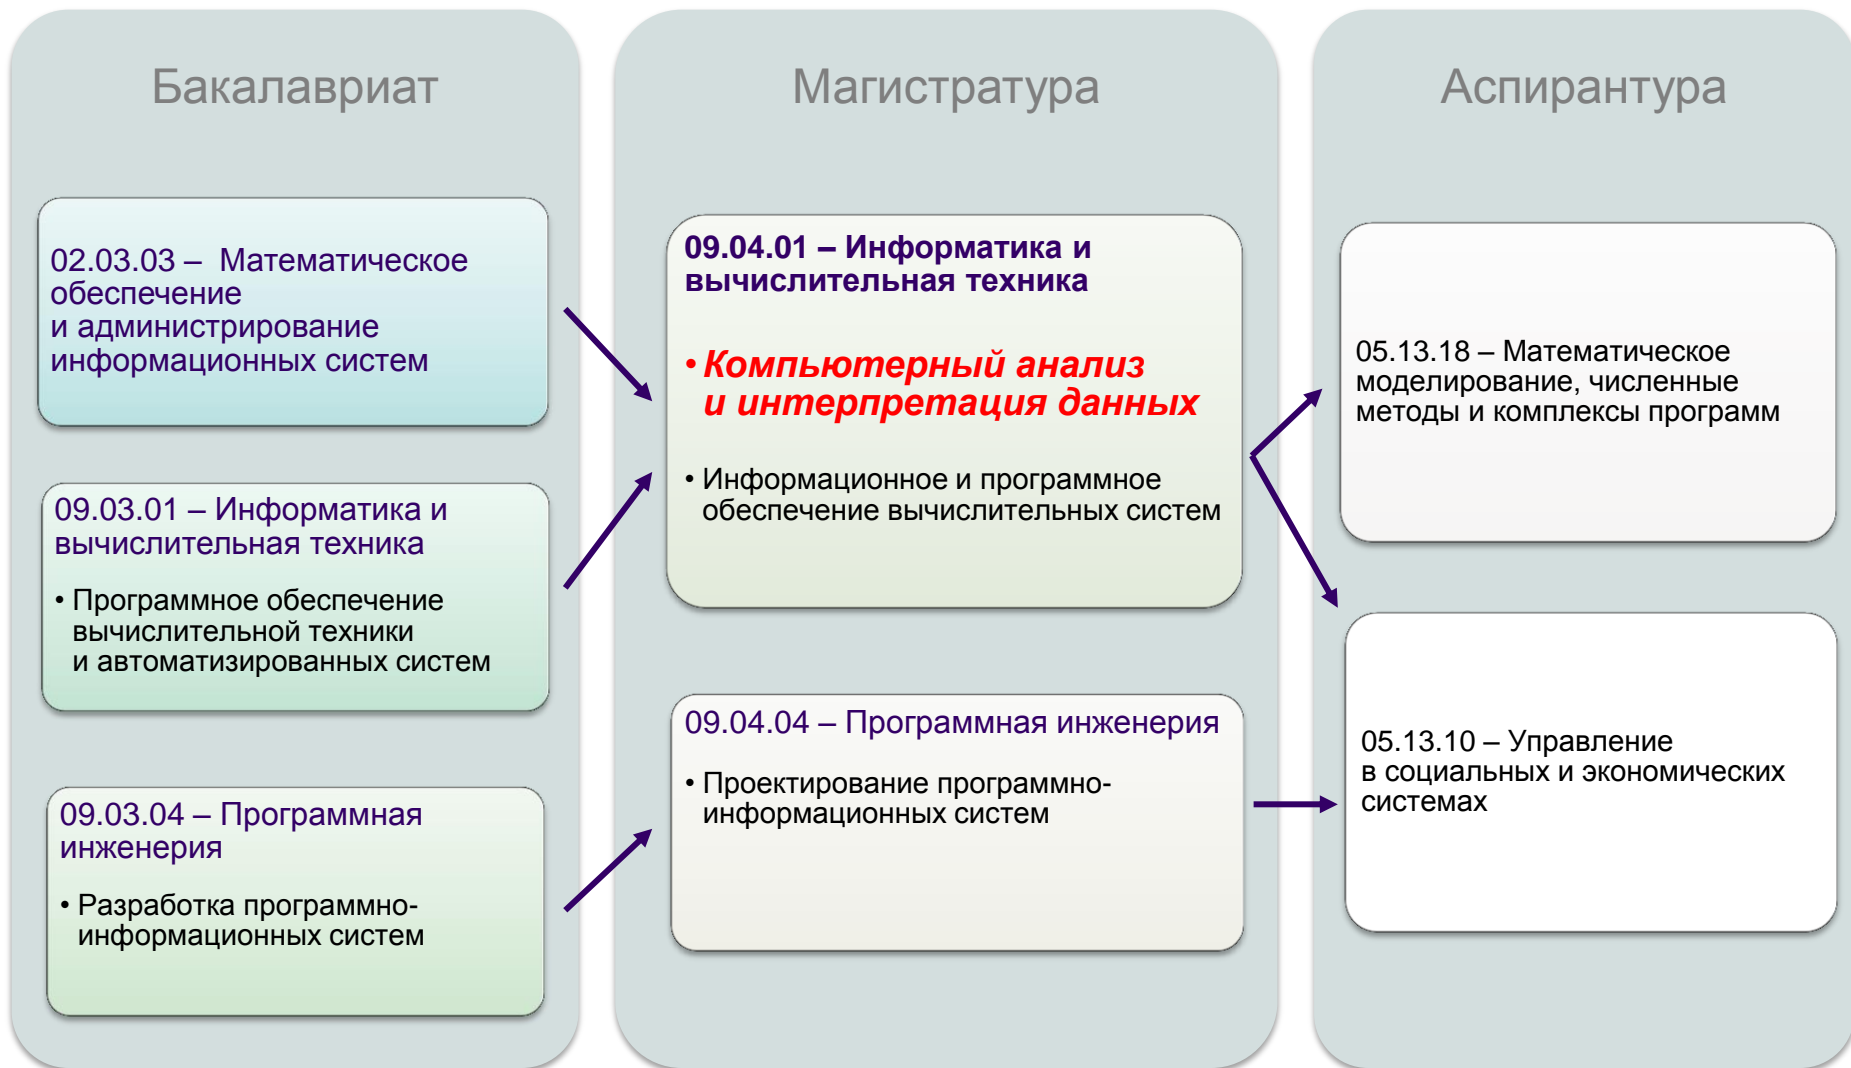 Бакалавриат
02.03.03 – Математическое
обеспечение
и администрирование
информационных систем
09.03.01 – Информатика и
вычислительная техника
• Программное обеспечение
вычислительной техники
и автоматизированных систем
09.03.04 – Программная
инженерия
• Разработка программно-
информационных систем
Магистратура
09.04.01 – Информатика и
вычислительная техника
• Компьютерный анализ
и интерпретация данных
• Информационное и программное
обеспечение вычислительных систем
09.04.04 – Программная инженерия
• Проектирование программно-
информационных систем
Аспирантура
05.13.18 – Математическое
моделирование, численные
методы и комплексы программ
05.13.10 – Управление
в социальных и экономических
системах